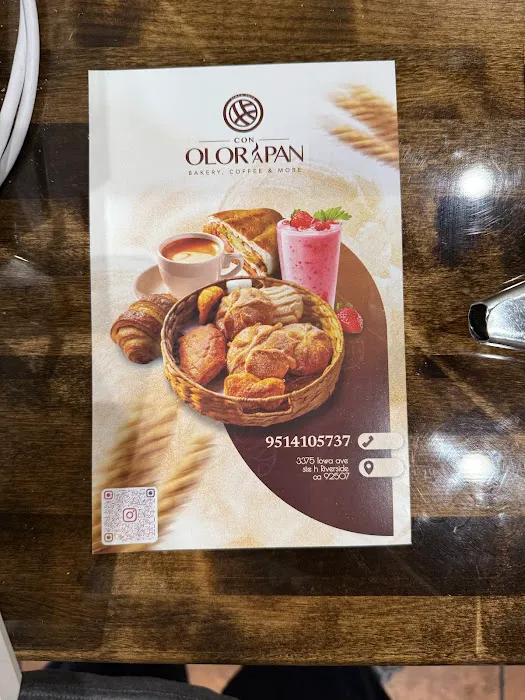 CON
OLOR A PAN
BAKERY, COFFEE & MORE
9514105737
3375 Iowa ave
ste h Riverside
ca 92507